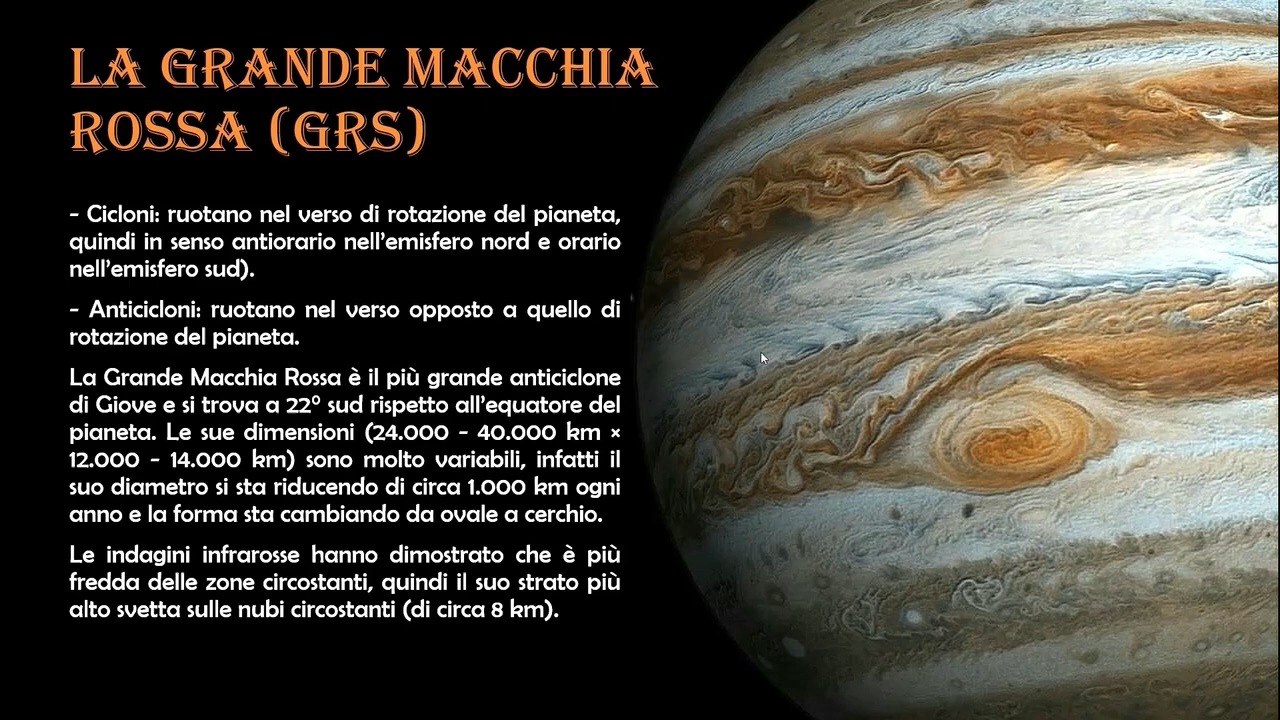 LA GRANDE MACCHIA
ROSSA (GRS)
- Cicloni: ruotano nel verso di rotazione del pianeta,
quindi in senso antiorario nell'emisfero nord e orario
nell'emisfero sud).
- Anticicloni: ruotano nel verso opposto a quello di
rotazione del pianeta.
La Grande Macchia Rossa è il più grande anticiclone
di Giove e si trova a 22° sud rispetto all'equatore del
pianeta. Le sue dimensioni (24.000 - 40.000 km ×
12.000 - 14.000 km) sono molto variabili, infatti il
suo diametro si sta riducendo di circa 1.000 km ogni
anno e la forma sta cambiando da ovale a cerchio.
Le indagini infrarosse hanno dimostrato che è più
fredda delle zone circostanti, quindi il suo strato più
alto svetta sulle nubi circostanti (di circa 8 km).